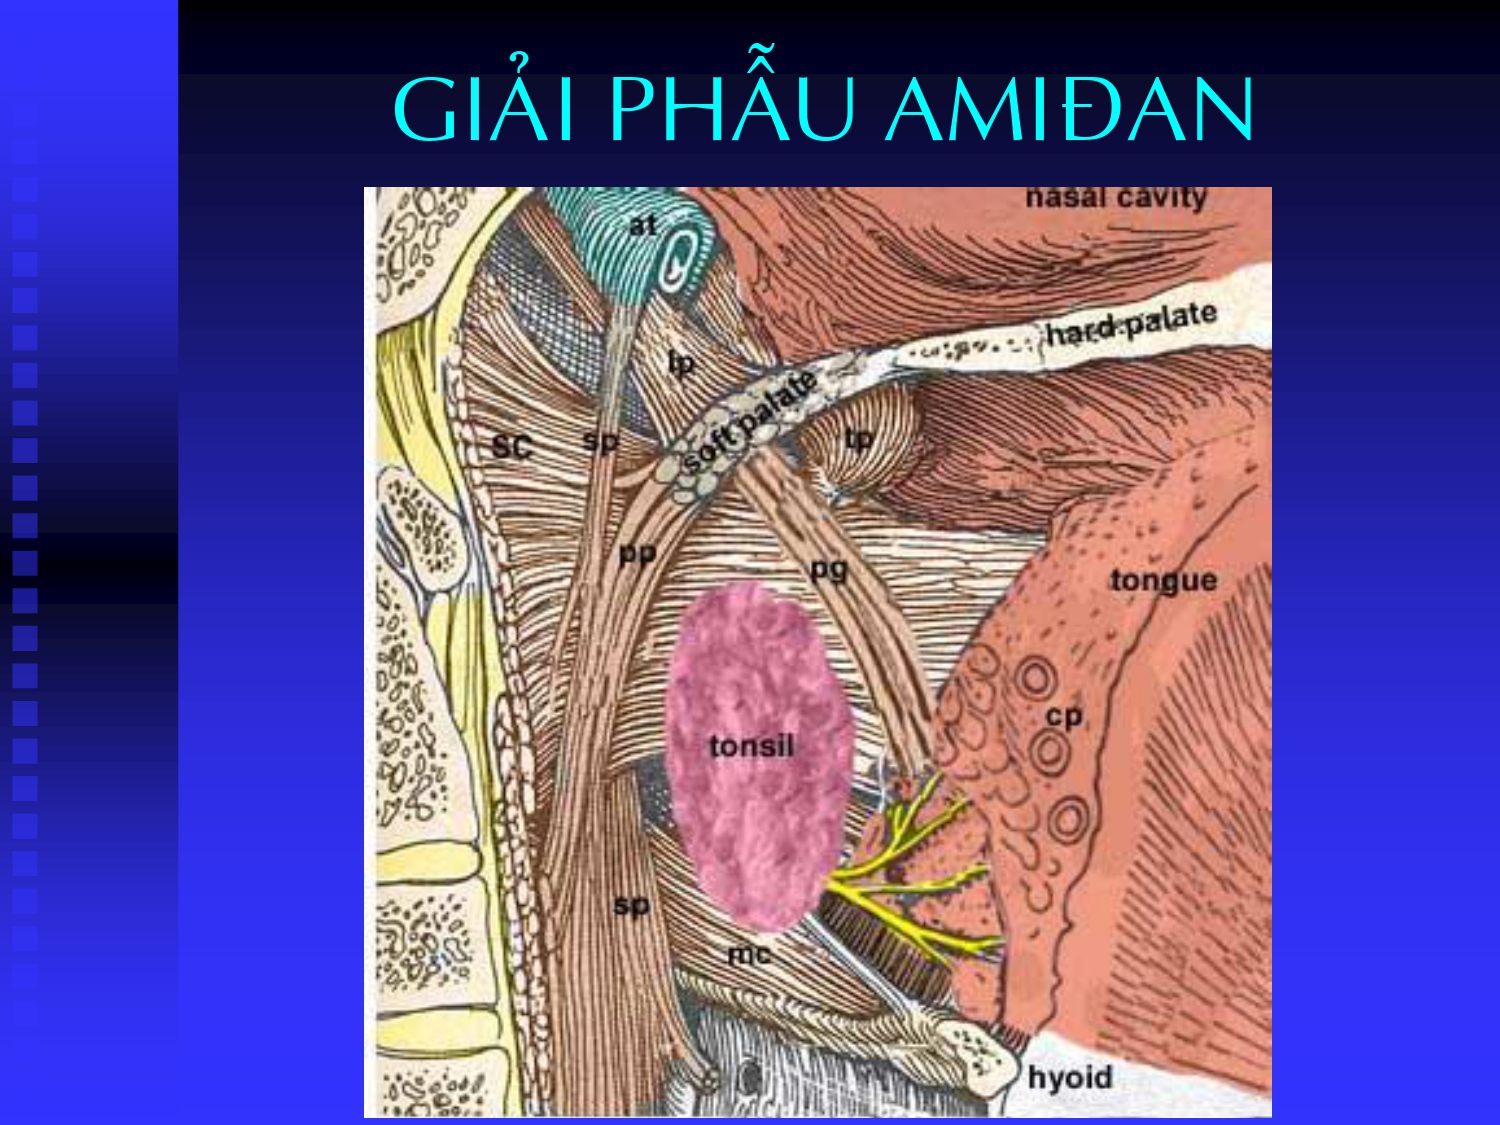 GIẢI PHẪU AMIĐAN
nasal cavity
at
hard palate
lp
soft palate
SC
sp
tp
pp
pg
tongue
cp
tonsil
sp
mc
hyoid